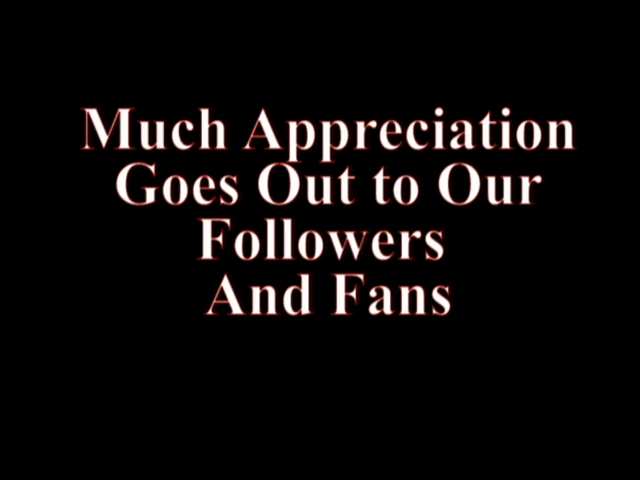 Much Appreciation
Goes Out to Our
Followers
And Fans